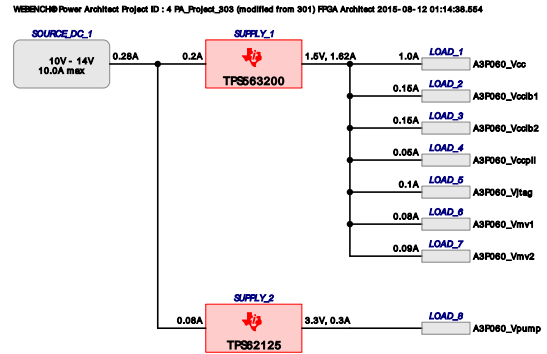 WEBENCH® Power Architect Project ID : 4 PA_Project_303 (modified from 301) FPGA Architect 2015-08-12 01:14:38.554
SOURCE_DC_1
10V - 14V
10.0A max
0.28A
0.2A
SUPPLY_1
TPS563200
1.5V, 1.62A
1.0A
LOAD_1
A3P060_Vcc
0.15A
LOAD_2
A3P060_Vccib1
0.15A
LOAD_3
A3P060_Vccib2
0.05A
LOAD_4
A3P060_Vccpll
0.1A
LOAD_5
A3P060_Vjtag
0.08A
LOAD_6
A3P060_Vmv1
0.09A
LOAD_7
A3P060_Vmv2
0.08A
SUPPLY_2
TPS62125
3.3V, 0.3A
LOAD_8
A3P060_Vpump